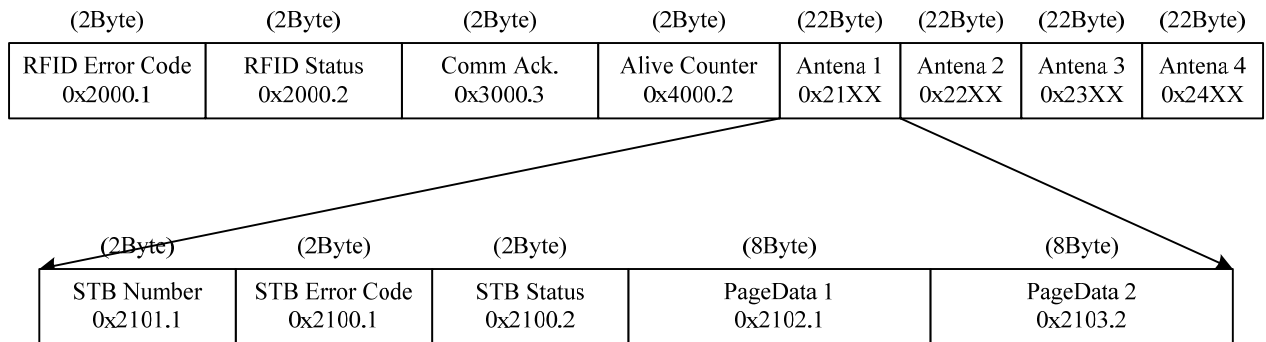 (2Byte) (2Byte) (2Byte) (2Byte) (22Byte) (22Byte) (22Byte) (22Byte)
RFID Error Code RFID Status Comm Ack. Alive Counter Antena 1 Antena 2 Antena 3 Antena 4
0x2000.1 0x2000.2 0x3000.3 0x4000.2 0x21XX 0x22XX 0x23XX 0x24XX
(2Byte) (2Byte) (2Byte) (8Byte) (8Byte)
STB Number STB Error Code STB Status PageData 1 PageData 2
0x2101.1 0x2100.1 0x2100.2 0x2102.1 0x2103.2